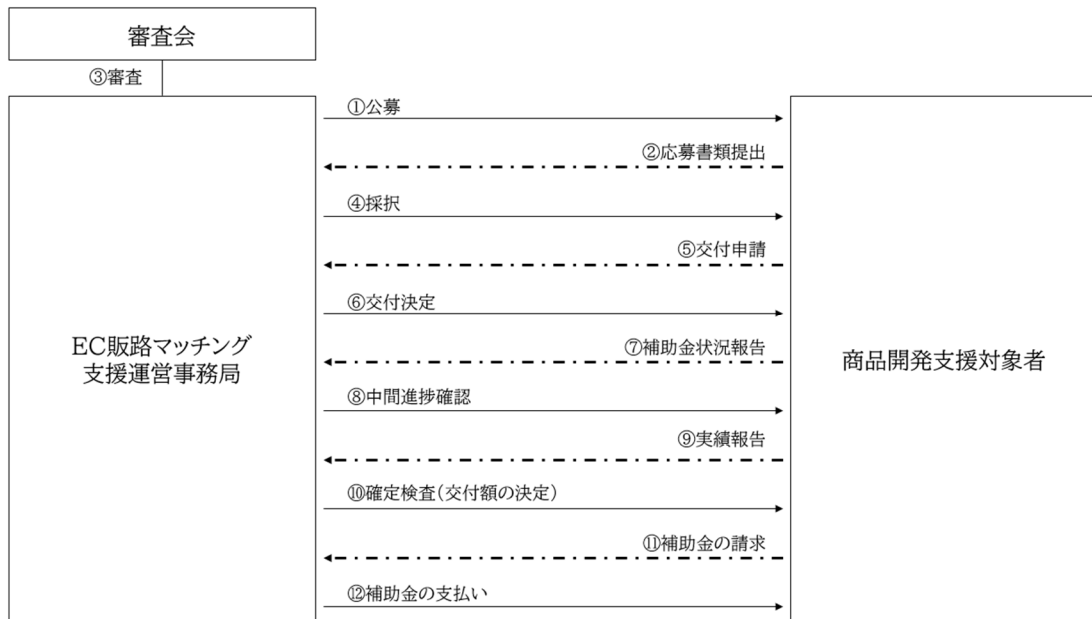 審査会
③審査
①公募
②応募書類提出
④採択
⑤交付申請
⑥交付決定
EC販路マッチング
支援運営事務局
商品開発支援対象者
⑦補助金状況報告
⑧中間進捗確認
⑨実績報告
⑩確定検査(交付額の決定)
⑪補助金の請求
⑫補助金の支払い